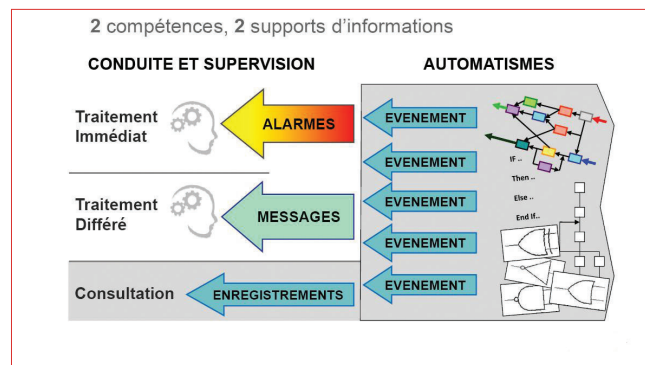 2 compétences, 2 supports d'informations
CONDUITE ET SUPERVISION
AUTOMATISMES
Traitement
Immédiat
ALARMES
EVENEMENT
EVENEMENT
IF ..
Then ..
Else ..
End If..
Traitement
Différé
MESSAGES
EVENEMENT
EVENEMENT
Consultation
ENREGISTREMENTS
EVENEMENT